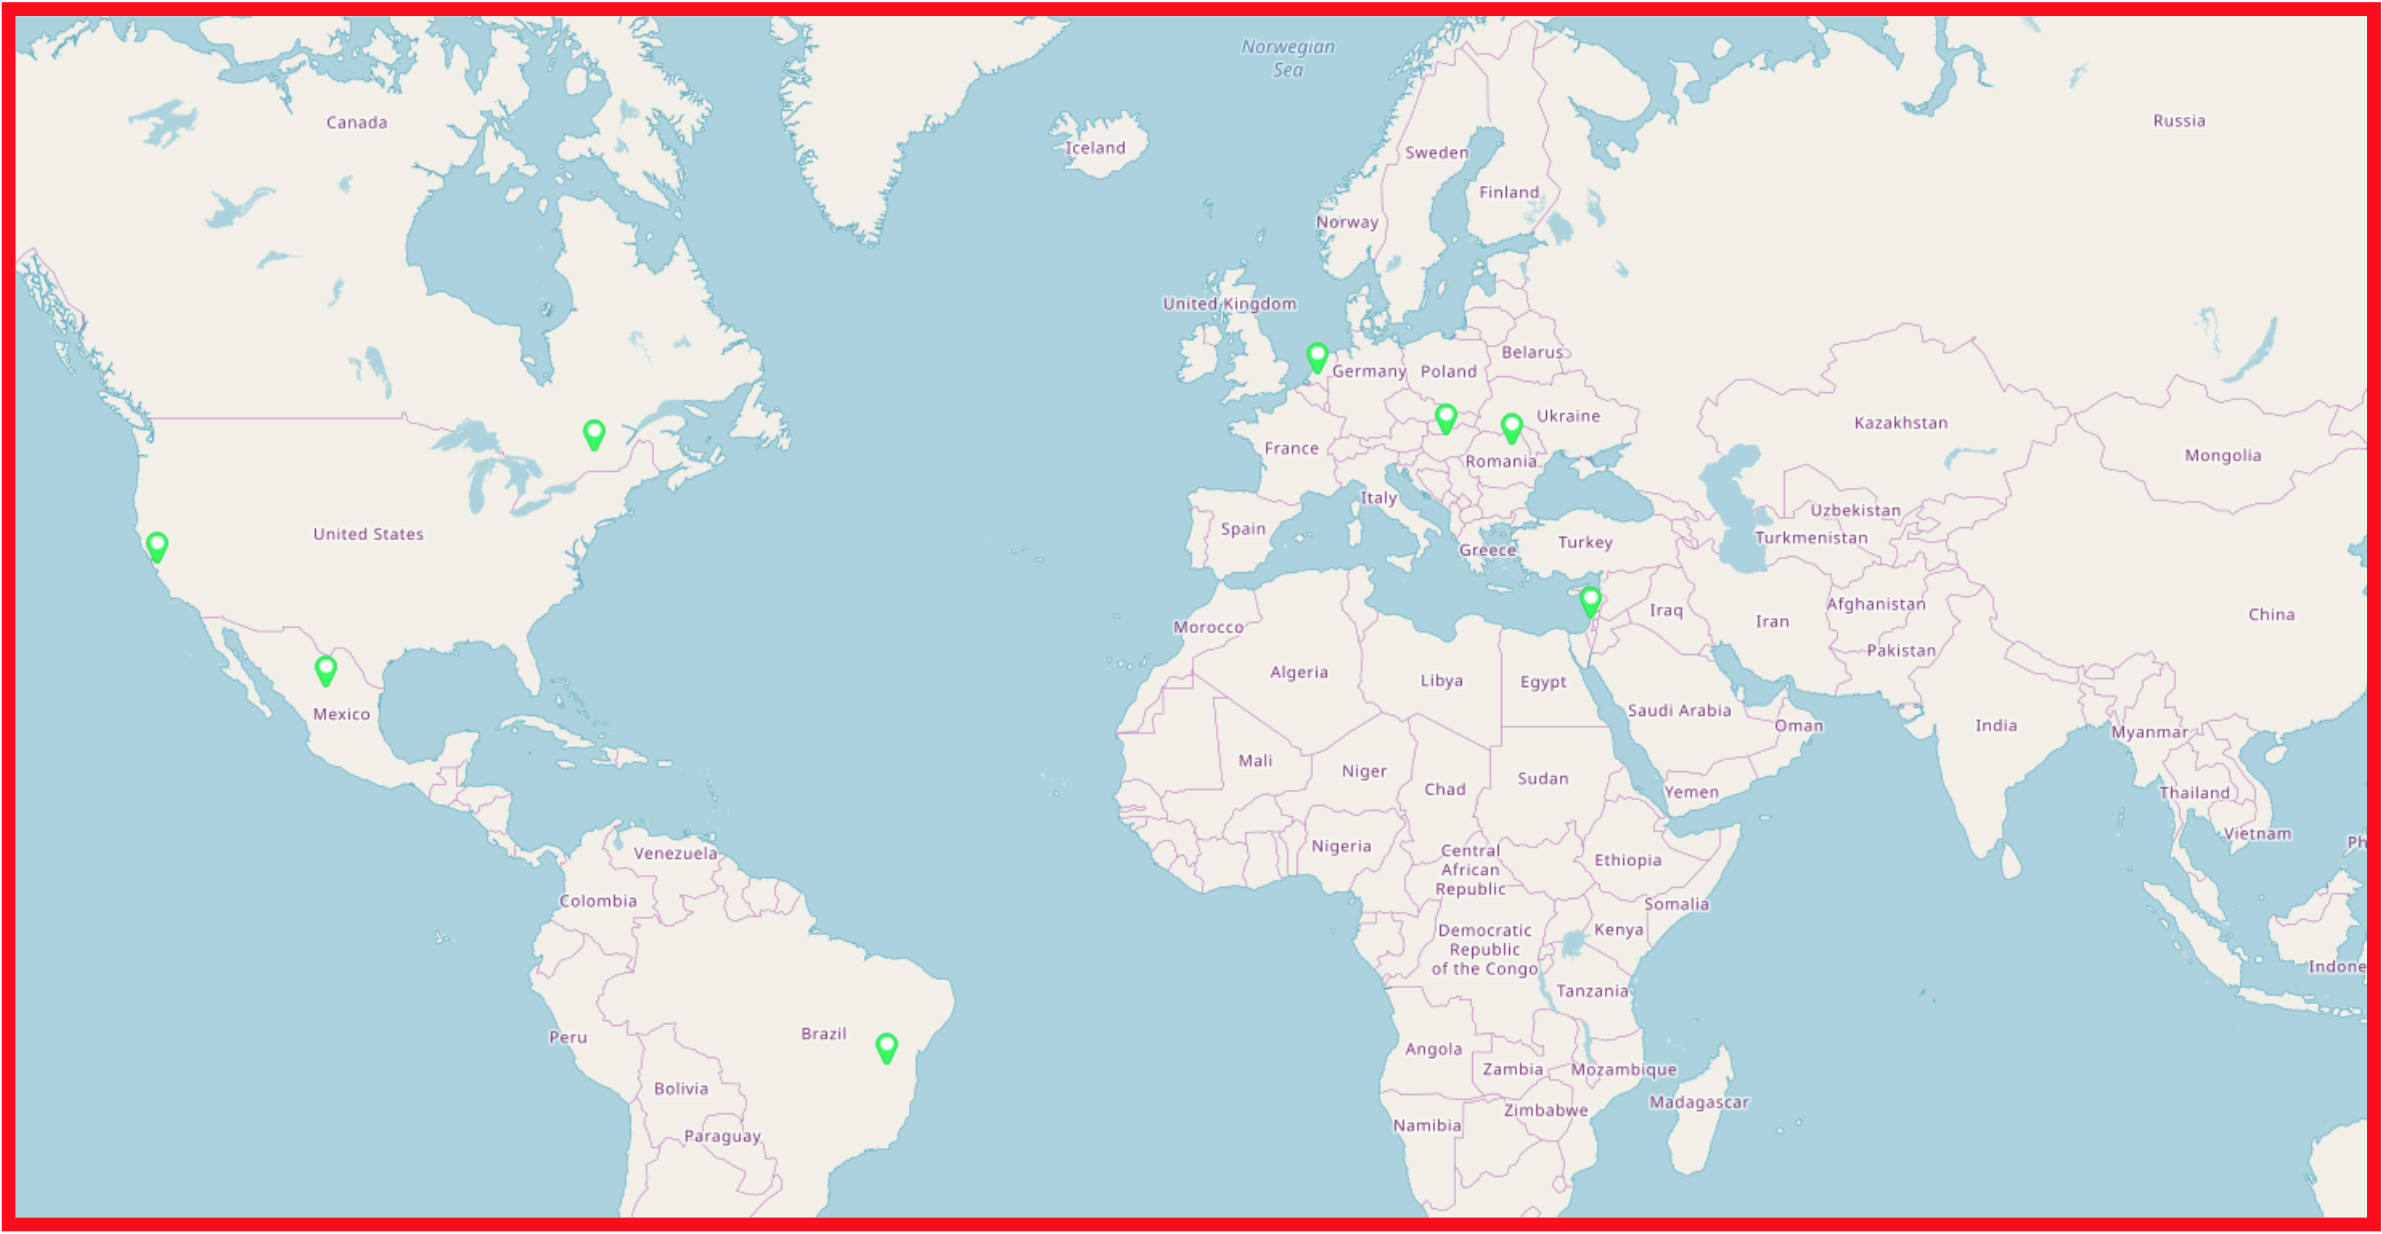 Norwegian
Sea
Canada
Russia
Iceland
Sweden
Finland
Norway
United Kingdom
Belarus
Germany
Poland
Ukraine
Kazakhstan
France
Mongolia
Romania
Italy
Uzbekistan
Spain
United States
Turkmenistan
Turkey
Greece
Afghanistan
Iraq
China
Iran
Morocco
Pakistan
Algeria
Libya
Egypt
Saudi Arabia
Mexico
Oman
India
Myanmar
Mali
Niger
Sudan
Chad
Yemen
Thailand
Vietnam
Ph
Nigeria
Central
African
Republic
Venezuela
Ethiopia
Colombia
Somalia
Kenya
Democratic
Republic
of the Congo
Indone
Tanzania
Brazil
Peru
Angola
Zambia
Mozambique
Bolivia
Madagascar
Zimbabwe
Namibia
Paraguay